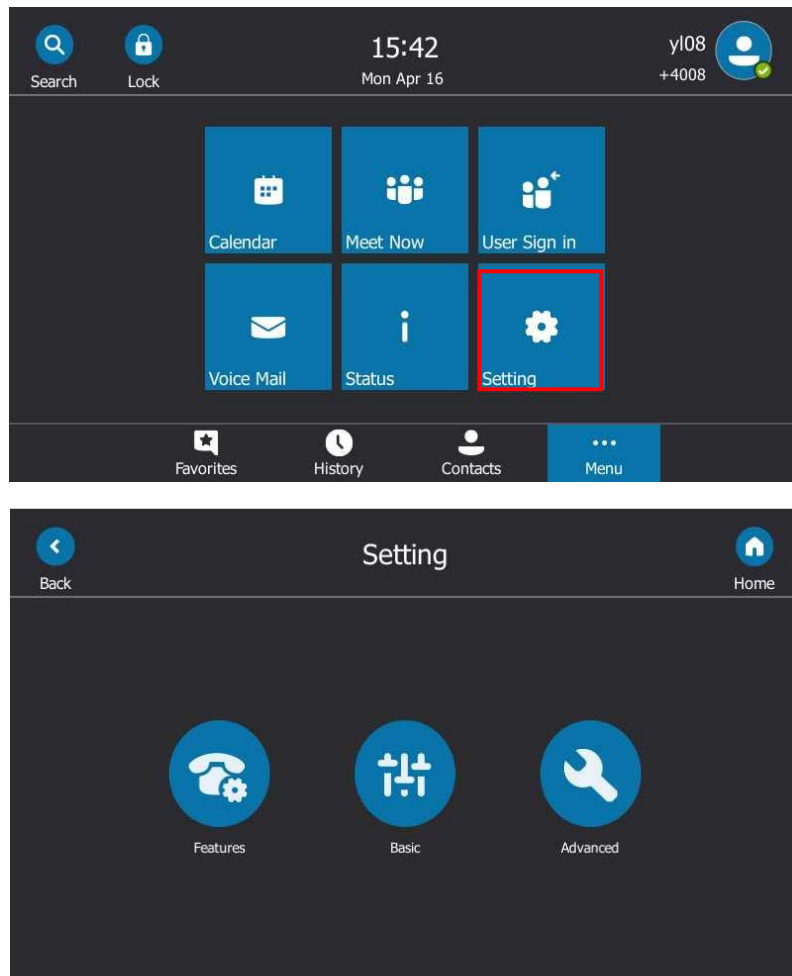 15:42
yl08
Search
Lock
Mon Apr 16
+4008
Calendar
Meet Now
User Sign in
Voice Mail
Status
Setting
Favorites
History
Contacts
Menu
Setting
Back
Home
Features
Basic
Advanced